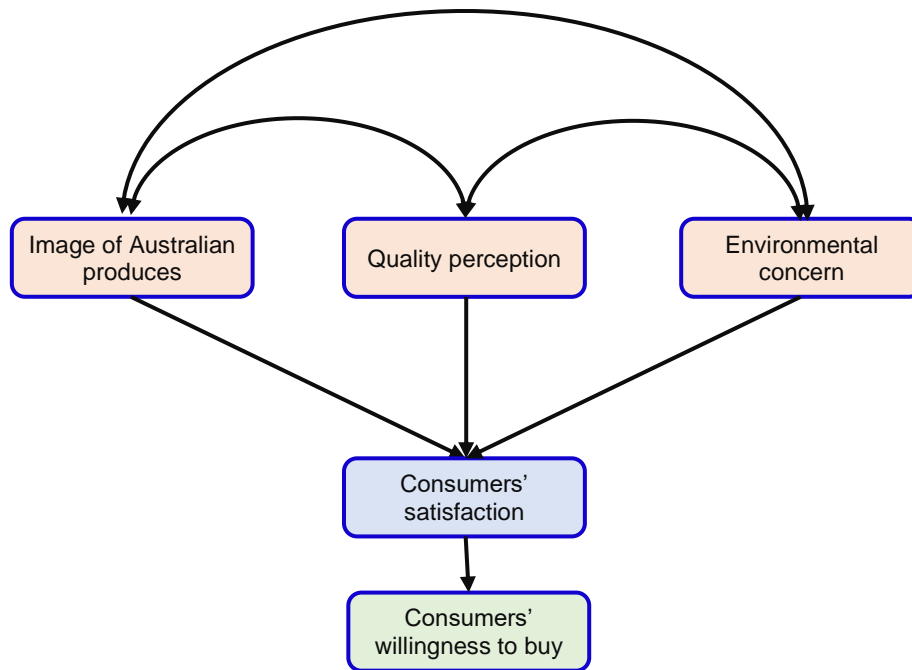 Image of Australian
produces
Quality perception
Environmental
concern
Consumers’
satisfaction
Consumers’
willingness to buy